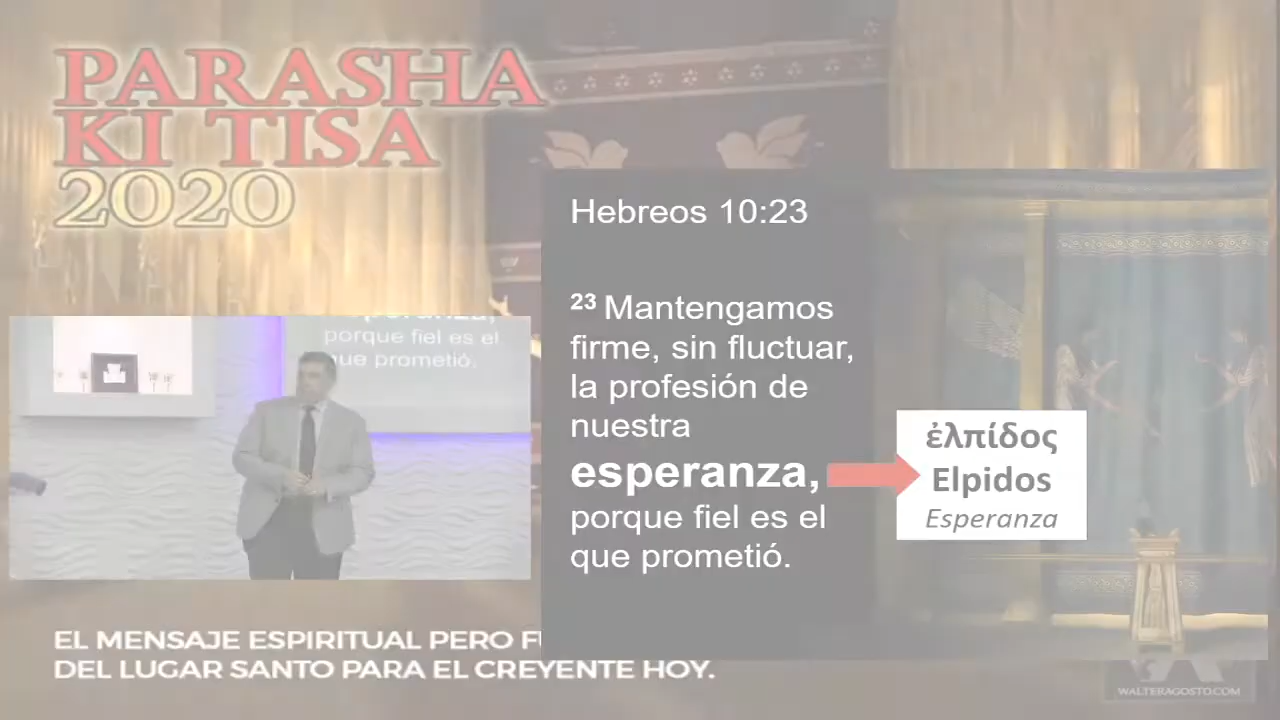 PARASHA
KI TISA
2020
Hebreos 10:23
23 Mantengamos
firme, sin fluctuar,
la profesión de
nuestra
esperanza,
porque fiel es el
que prometió.
ἐλπίδος
Elpidos
Esperanza
porque fiel es el
que prometió.
EL MENSAJE ESPIRITUAL PERO
DEL LUGAR SANTO PARA EL CREYENTE HOY.
WALTERAGOSTO.COM